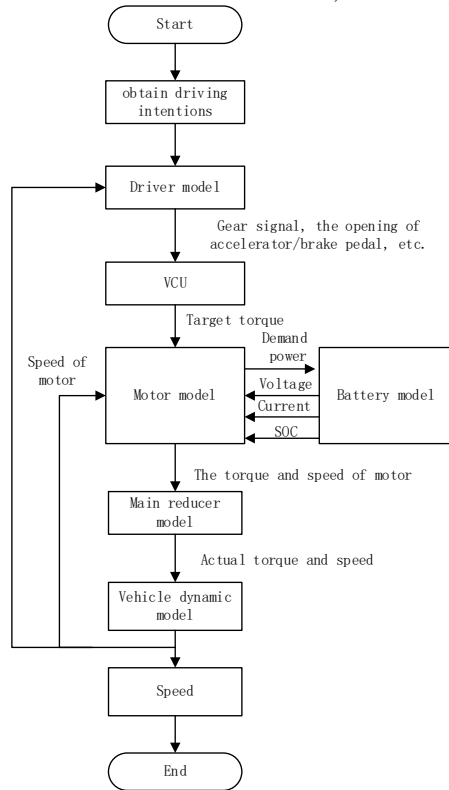 Start
obtain driving
intentions
Driver model
Gear signal, the opening of
accelerator/brake pedal, etc.
VCU
Target torque
Demand
power
Speed of
motor
Motor model
Voltage
Current
SOC
Battery model
The torque and speed of motor
Main reducer
model
Actual torque and speed
Vehicle dynamic
model
Speed
End